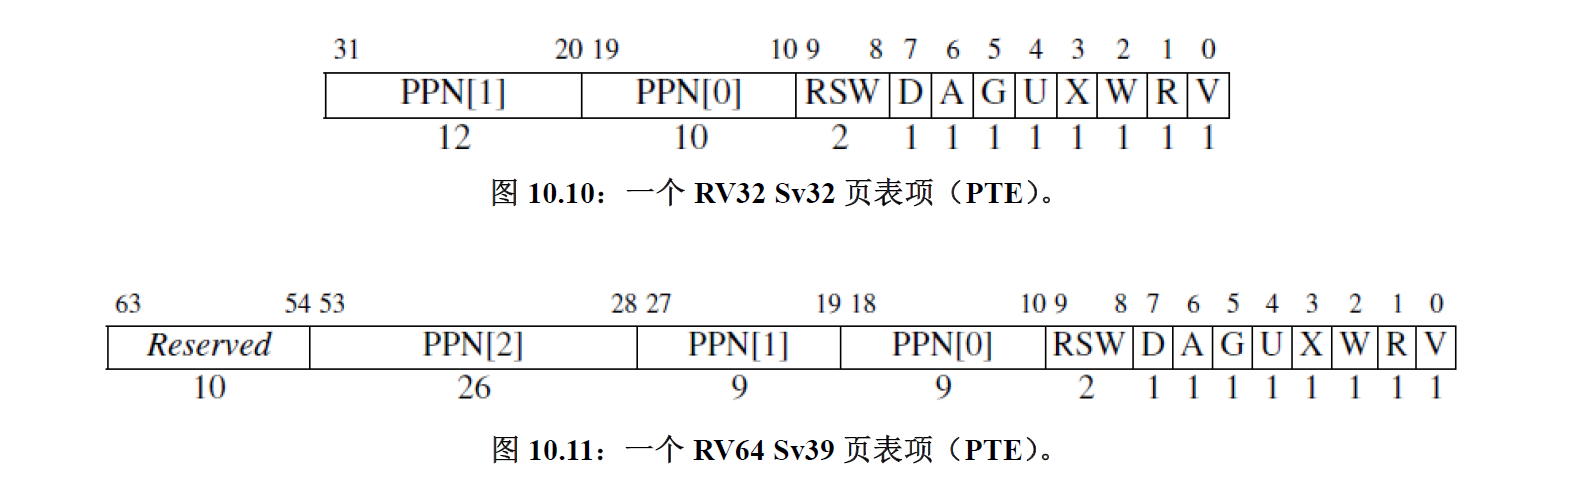 31 20 19 10 9 8 7 6 5 4 3 2 1 0
PPN[1] PPN[0] RSW D A G U X W R V
12 10 2 1 1 1 1 1 1 1 1
图 10.10：一个 RV32 Sv32 页表项（PTE）。
63 54 53 28 27 19 18 10 9 8 7 6 5 4 3 2 1 0
Reserved PPN[2] PPN[1] PPN[0] RSW D A G U X W R V
10 26 9 9 2 1 1 1 1 1 1 1 1
图 10.11：一个 RV64 Sv39 页表项（PTE）。